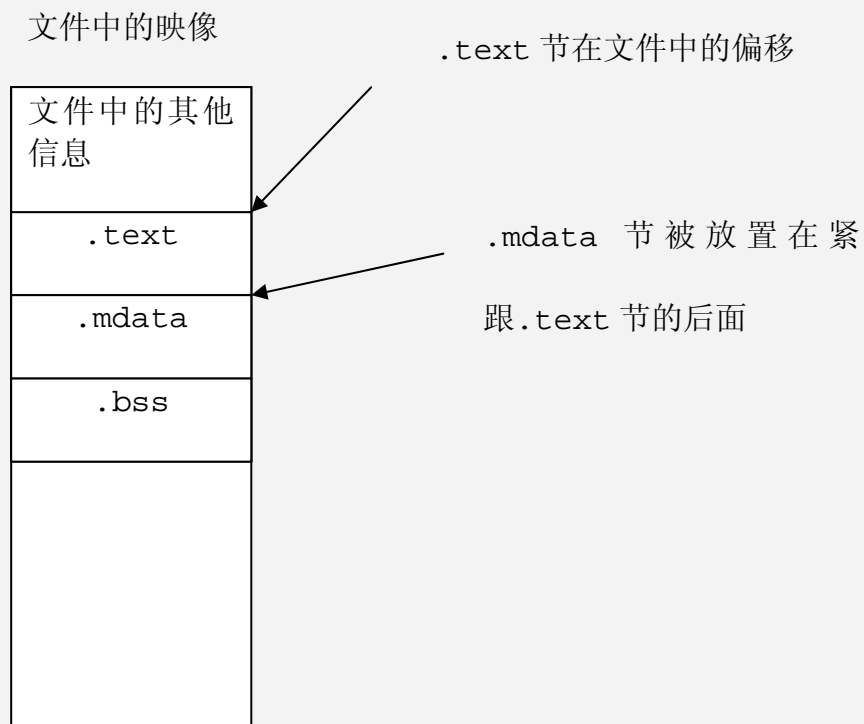 文件中的映像
.text 节在文件中的偏移
文件中的其他
信息
.text
.mdata 节被放置在紧
跟.text 节的后面
.mdata
.bss